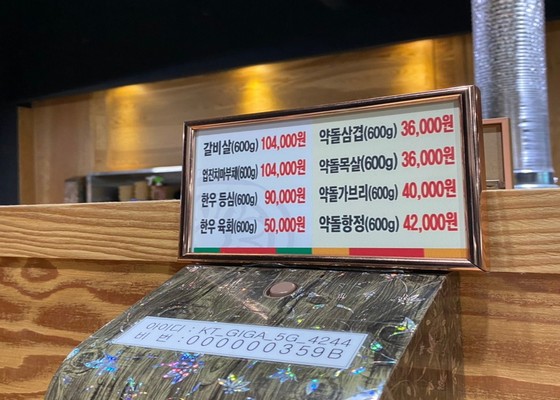 갈비살(600g) 104,000원
업진치마부채(600g) 104,000원
한우 등심(600g) 90,000원
한우 육회(600g) 50,000원
약돌삼겹(600g) 36,000원
약돌목살(600g) 36,000원
약돌가브리(600g) 40,000원
약돌항정(600g) 42,000원
아이디 : KT_GIGA_5G_4244
비 번 : 000000359B